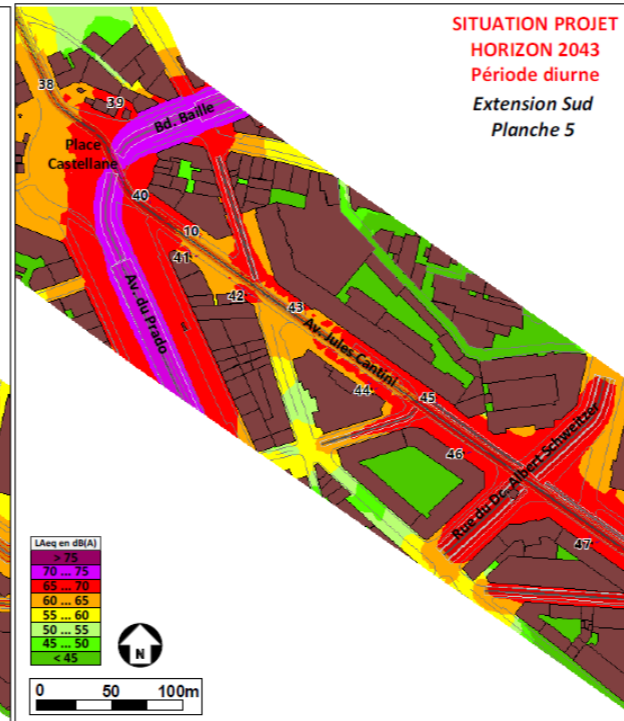 SITUATION PROJET
HORIZON 2043
Période diurne
Extension Sud
Planche 5
38
39
Bd. Baille
Place
Castellane
40
10
41
Av. du Prado
42
43
Av. Jules Cantini
44
45
46
Rue du Dr. Albert Schweitzer
47
LAeq en dB(A)
> 75
70 ... 75
65 ... 70
60 ... 65
55 ... 60
50 ... 55
45 ... 50
< 45
N
0 50 100m